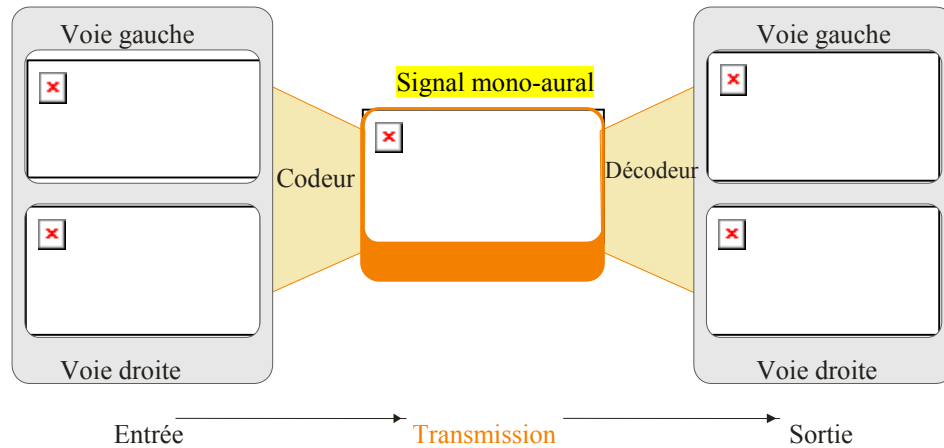 Voie gauche
Voie gauche
Signal mono-aural
Codeur
Décodeur
Voie droite
Voie droite
Entrée
Transmission
Sortie